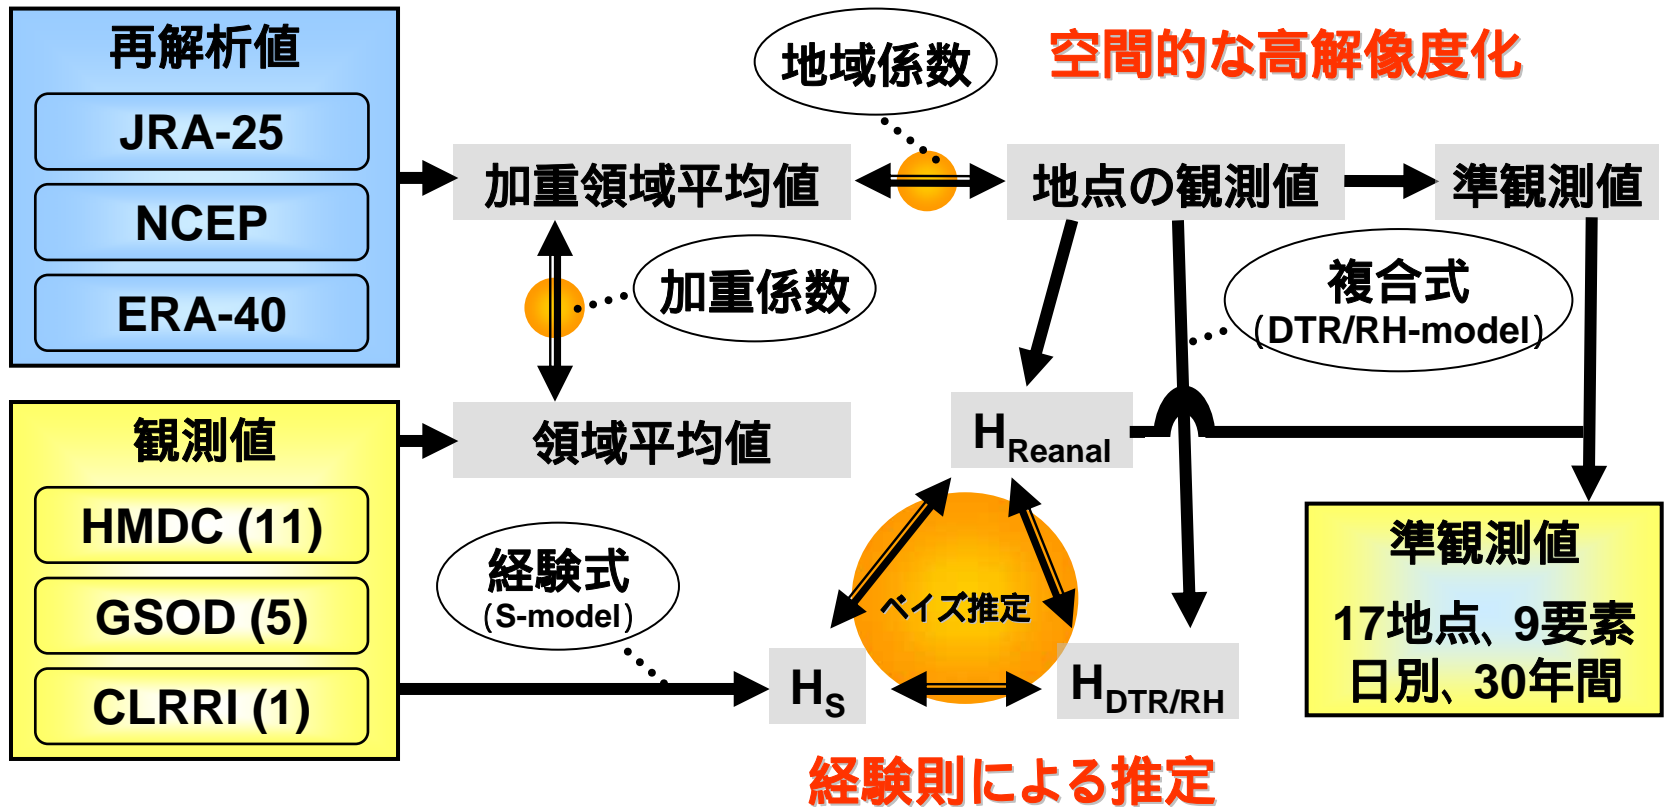 再解析値
JRA-25
NCEP
ERA-40
地域係数
空間的な高解像度化
加重領域平均値
地点の観測値
準観測値
加重係数
複合式
(DTR/RH-model)
観測値
HMDC (11)
GSOD (5)
CLRRI (1)
領域平均値
HReanal
経験式
(S-model)
ベイズ推定
HS
HDTR/RH
準観測値
17地点、9要素
日別、30年間
経験則による推定